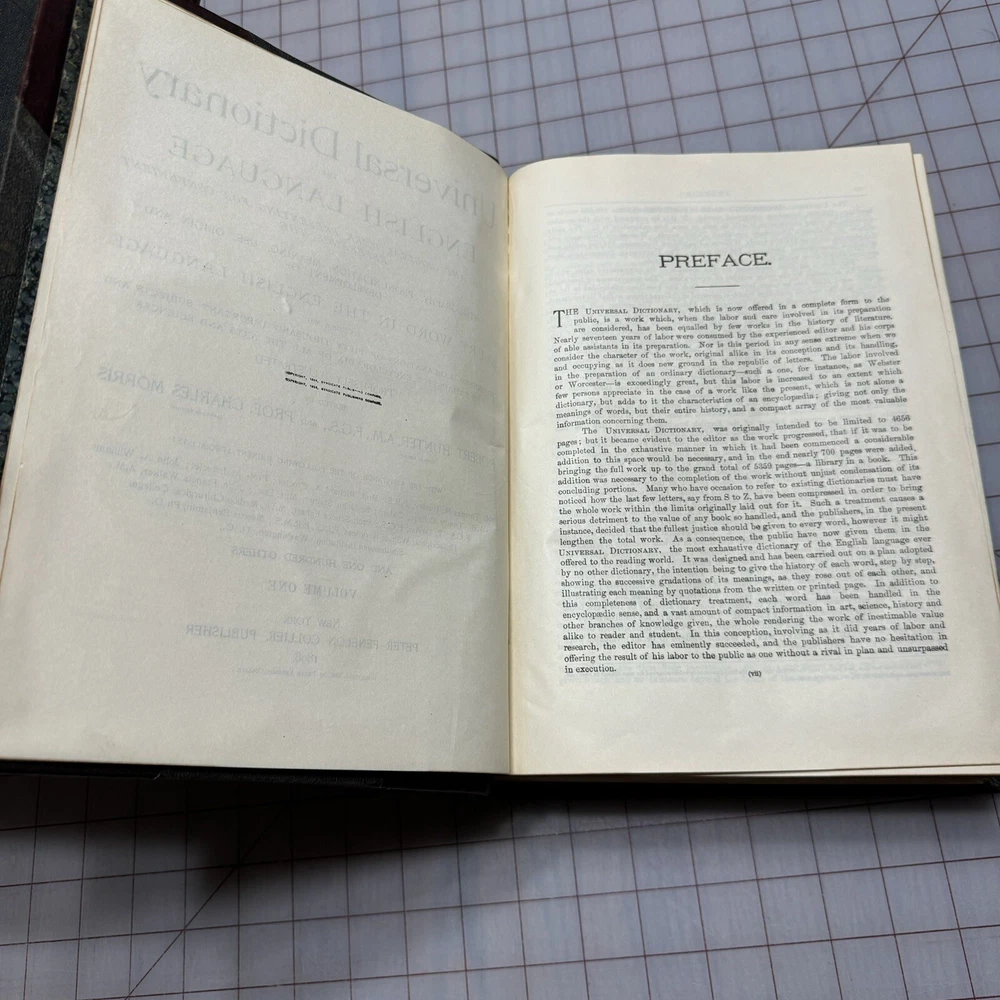 Universal Dictionary
ENGLISH LANGUAGE
THE ENGLISH LANGUAGE
PROF. CHARLES MORRIS
AND ONE HUNDRED OTHERS
VOLUME ONE
NEW YORK
PETER FENELON COLLIER, PUBLISHER
PREFACE.
THE UNIVERSAL DICTIONARY, which is now offered in a complete form to the
public, is a work which, when the labor and care involved in its preparation
are considered, has been equalled by few works in the history of literature.
Nearly seventeen years of labor were consumed by the experienced editor and his corps
of able assistants in its preparation. Nor is this period in any sense extreme when we
consider the character of the work, original alike in its conception and its handling,
and occupying as it does new ground in the republic of letters. The labor involved
in the preparation of an ordinary dictionary—such a one, for instance, as Webster
or Worcester—is exceedingly great, but this labor is increased to an extent which
few persons appreciate in the case of a work like the present, which is not alone a
dictionary, but adds to it the characteristics of an encyclopedia; giving not only the
meanings of words, but their entire history, and a compact array of the most valuable
information concerning them.
The UNIVERSAL DICTIONARY, was originally intended to be limited to 4656
pages; but it became evident to the editor as the work progressed, that if it was to be
completed in the exhaustive manner in which it had been commenced a considerable
addition to this space would be necessary, and in the end nearly 700 pages were added,
bringing the full work up to the grand total of 5359 pages—a library in a book. This
addition was necessary to the completion of the work without unjust condensation of its
concluding portions. Many who have occasion to refer to existing dictionaries must have
noticed how the last few letters, say from S to Z, have been compressed in order to bring
the whole work within the limits originally laid out for it. Such a treatment causes a
serious detriment to the value of any book so handled, and the publishers, in the present
instance, decided that the fullest justice should be given to every word, however it might
lengthen the total work. As a consequence, the public have now given them in the
UNIVERSAL DICTIONARY, the most exhaustive dictionary of the English language ever
offered to the reading world. It was designed and has been carried out on a plan adopted
by no other dictionary, the intention being to give the history of each word, step by step,
showing the successive gradations of its meanings, as they rose out of each other, and
illustrating each meaning by quotations from the written or printed page. In addition to
this completeness of dictionary treatment, each word has been handled in the
encyclopedic sense, and a vast amount of compact information in art, science, history and
other branches of knowledge given, the whole rendering the work of inestimable value
alike to reader and student. In this conception, involving as it did years of labor and
research, the editor has eminently succeeded, and the publishers have no hesitation in
offering the result of his labor to the public as one without a rival in plan and unsurpassed
in execution.
(vii)